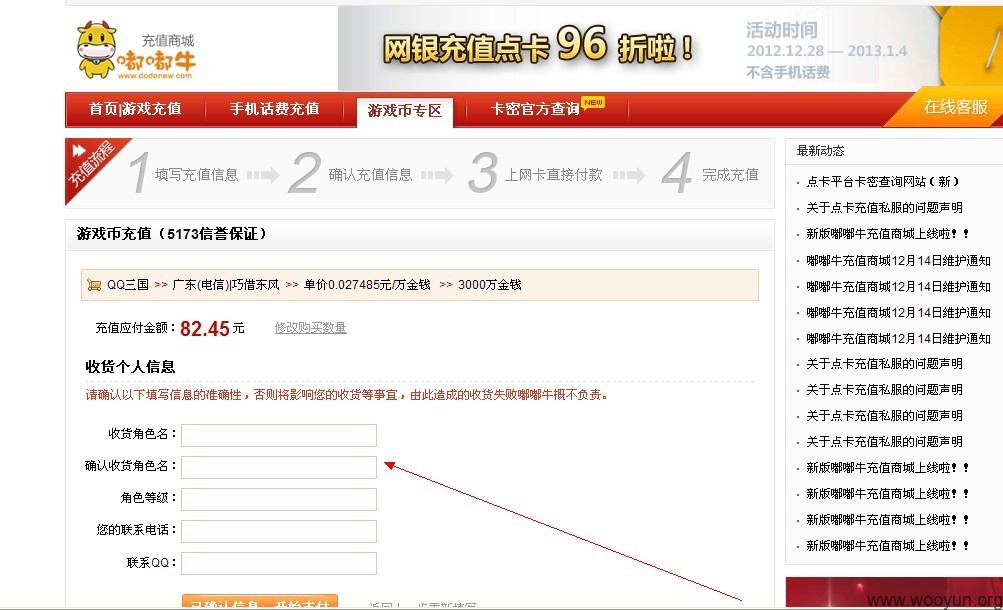 充值商城
嘟嘟牛
www.dodonew.com
网银充值点卡 96 折啦！
活动时间
2012.12.28 — 2013.1.4
不含手机话费
首页|游戏充值
手机话费充值
游戏币专区
卡密官方查询
NEW
在线客服
充值流程
1 填写充值信息
2 确认充值信息
3 上网卡直接付款
4 完成充值
游戏币充值（5173信誉保证）
QQ三国 >> 广东(电信)|巧借东风 >> 单价0.027485元/万金钱 >> 3000万金钱
充值应付金额：82.45元 修改购买数量
收货个人信息
请确认以下填写信息的准确性，否则将影响您的收货等事宜，由此造成的收货失败嘟嘟牛概不负责。
收货角色名：
确认收货角色名：
角色等级：
您的联系电话：
联系QQ：
已确认信息，开始支付
返回上一步重新填写
最新动态
· 点卡平台卡密查询网站（新）
· 关于点卡充值私服的问题声明
· 新版嘟嘟牛充值商城上线啦！！
· 嘟嘟牛充值商城12月14日维护通知
· 嘟嘟牛充值商城12月14日维护通知
· 嘟嘟牛充值商城12月14日维护通知
· 嘟嘟牛充值商城12月14日维护通知
· 关于点卡充值私服的问题声明
· 关于点卡充值私服的问题声明
· 关于点卡充值私服的问题声明
· 关于点卡充值私服的问题声明
· 新版嘟嘟牛充值商城上线啦！！
· 新版嘟嘟牛充值商城上线啦！！
· 新版嘟嘟牛充值商城上线啦！！
· 新版嘟嘟牛充值商城上线啦！！
www.wooyun.org